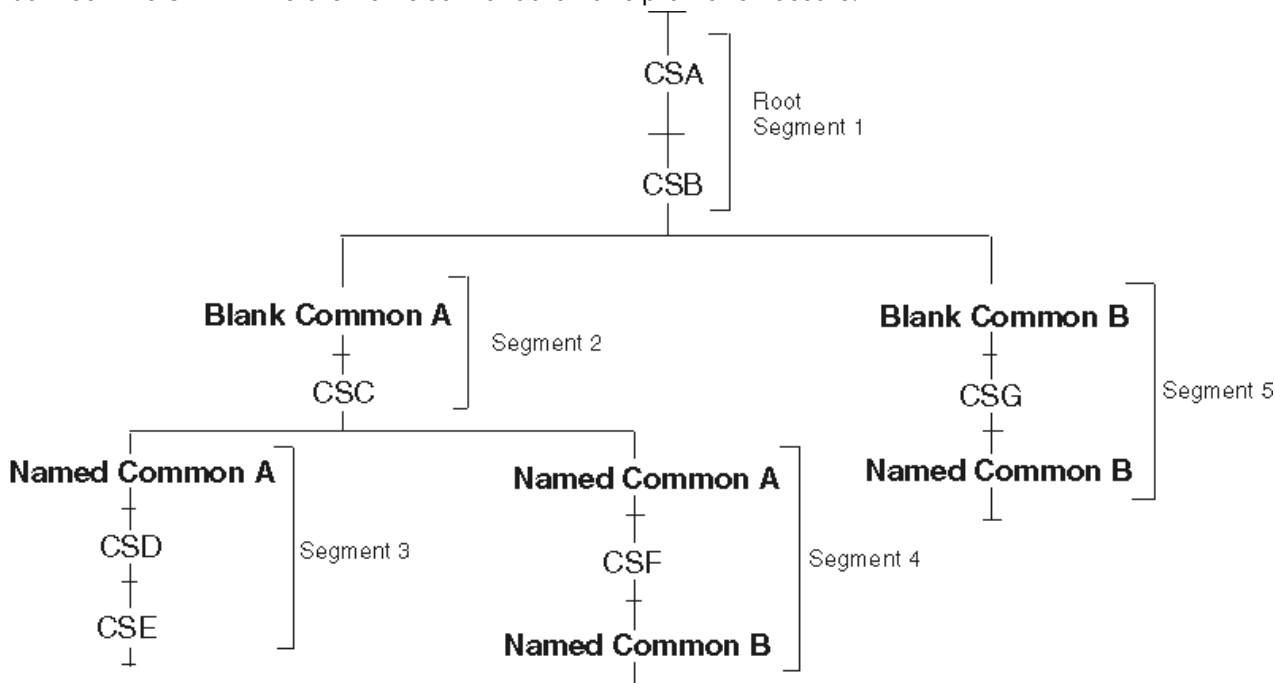 CSA
Root
Segment 1
CSB
Blank Common A
Segment 2
CSC
Blank Common B
CSG
Named Common B
Segment 5
Named Common A
CSD
CSE
Segment 3
Named Common A
CSF
Named Common B
Segment 4